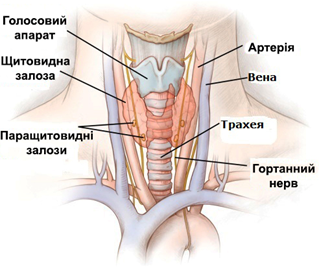 Голосовий
апарат
Щитовидна
залоза
Паращитовидні
залози
Артерія
Вена
Трахея
Гортанний
нерв